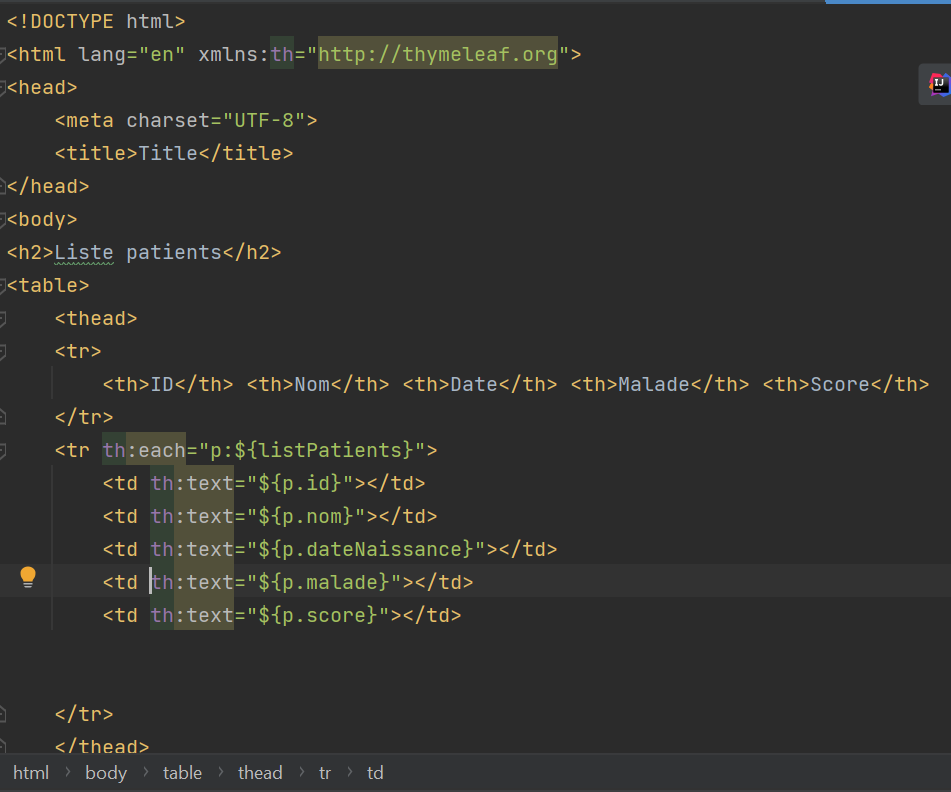 <!DOCTYPE html>
<html lang="en" xmlns:th="http://thymeleaf.org">
<head>
    <meta charset="UTF-8">
    <title>Title</title>
</head>
<body>
<h2>Liste patients</h2>
<table>
    <thead>
    <tr>
        <th>ID</th> <th>Nom</th> <th>Date</th> <th>Malade</th> <th>Score</th>
    </tr>
    <tr th:each="p:${listPatients}">
        <td th:text="${p.id}"></td>
        <td th:text="${p.nom}"></td>
        <td th:text="${p.dateNaissance}"></td>
        <td th:text="${p.malade}"></td>
        <td th:text="${p.score}"></td>
    </tr>
    </thead>
html › body › table › thead › tr › td
IJ